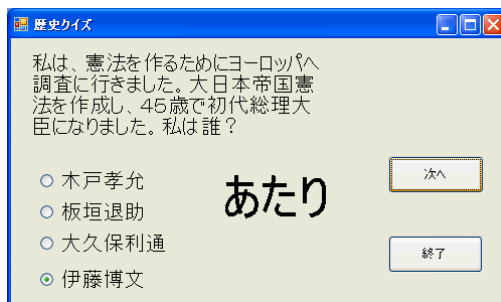 歴史クイズ
私は、憲法を作るためにヨーロッパへ
調査に行きました。大日本帝国憲
法を作成し、45歳で初代総理大
臣になりました。私は誰？
木戸孝允
板垣退助
大久保利通
伊藤博文
あたり
次へ
終了